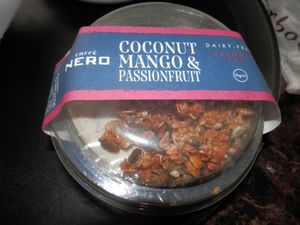 CAFFÈ
NERO
COCONUT
MANGO &
PASSIONFRUIT
DAIRY-FREE